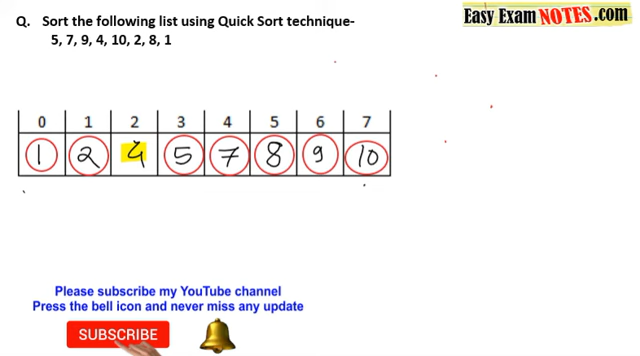 Easy Exam NOTES.com
Q. Sort the following list using Quick Sort technique-
5, 7, 9, 4, 10, 2, 8, 1
0 1 2 3 4 5 6 7
1 2 4 5 7 8 9 10
Please subscribe my YouTube channel
Press the bell icon and never miss any update
SUBSCRIBE